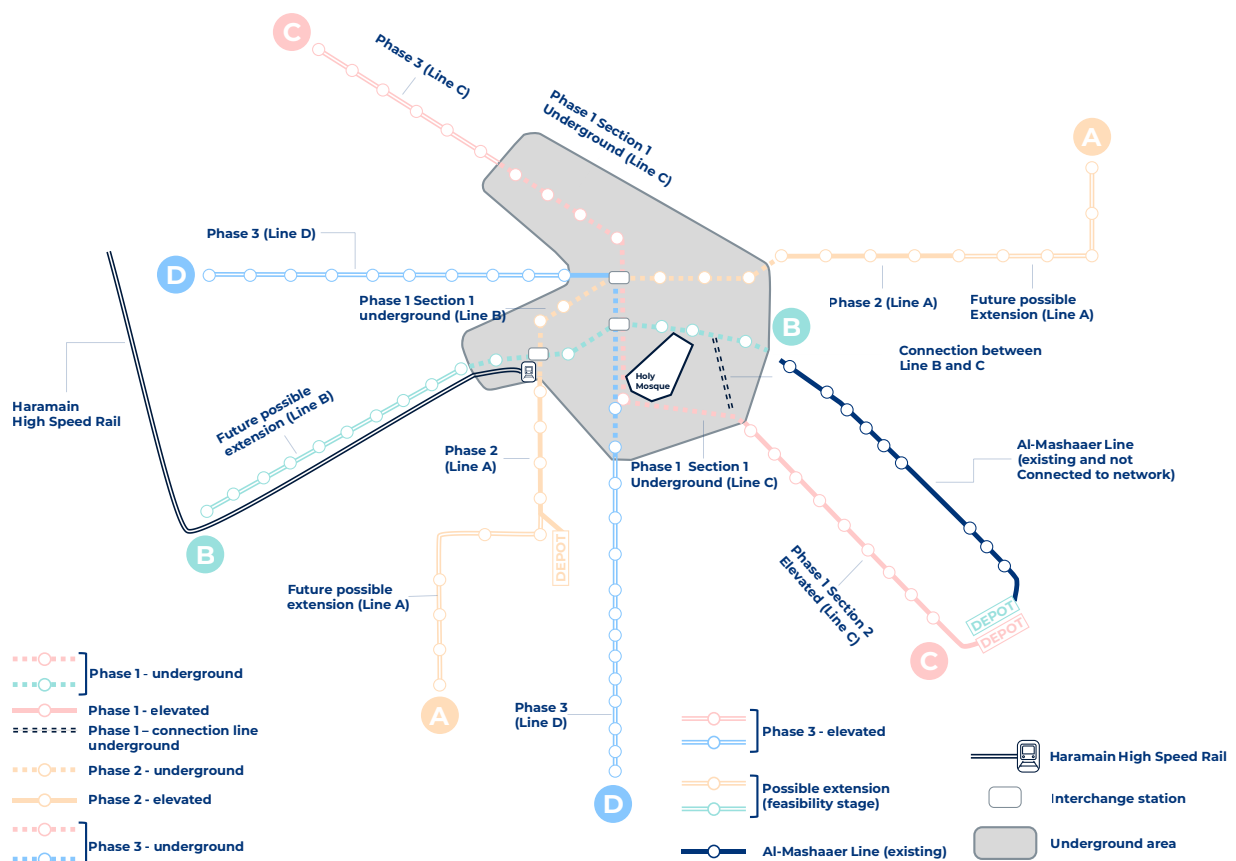 C
Phase 3 (Line C)
Phase 1 Section 1
Underground (Line C)
A
Phase 3 (Line D)
D
Phase 1 Section 1
underground (Line B)
Phase 2 (Line A)
Future possible
Extension (Line A)
B
Connection between
Line B and C
Holy
Mosque
Haramain
High Speed Rail
Future possible
extension (Line B)
Phase 2
(Line A)
Phase 1 Section 1
Underground (Line C)
Al-Mashaaer Line
(existing and not
Connected to network)
B
DEPOT
Phase 1 Section 2
Elevated (Line C)
Future possible
extension (Line A)
DEPOT
DEPOT
C
A
Phase 3
(Line D)
D
Phase 1 - underground
Phase 1 - elevated
Phase 1 – connection line
underground
Phase 2 - underground
Phase 2 - elevated
Phase 3 - underground
Phase 3 - elevated
Possible extension
(feasibility stage)
Al-Mashaaer Line (existing)
Haramain High Speed Rail
Interchange station
Underground area